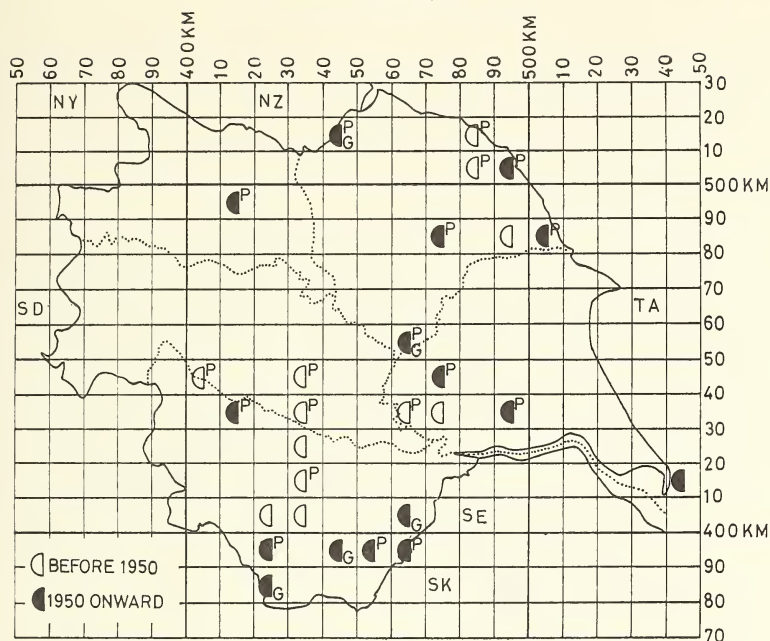 50 60 70 80 90 400KM 10 20 30 40 50 60 70 80 90 500KM 10 20 30 40 50
NY NZ 30
20
P P
G
10
P P
500KM
P
90
P P
80
70
SD TA
60
P
G
50
P P P
40
P P P P
30
20
P
10
G SE
400KM
P G P P
BEFORE 1950 90
G SK
1950 ONWARD 80
70